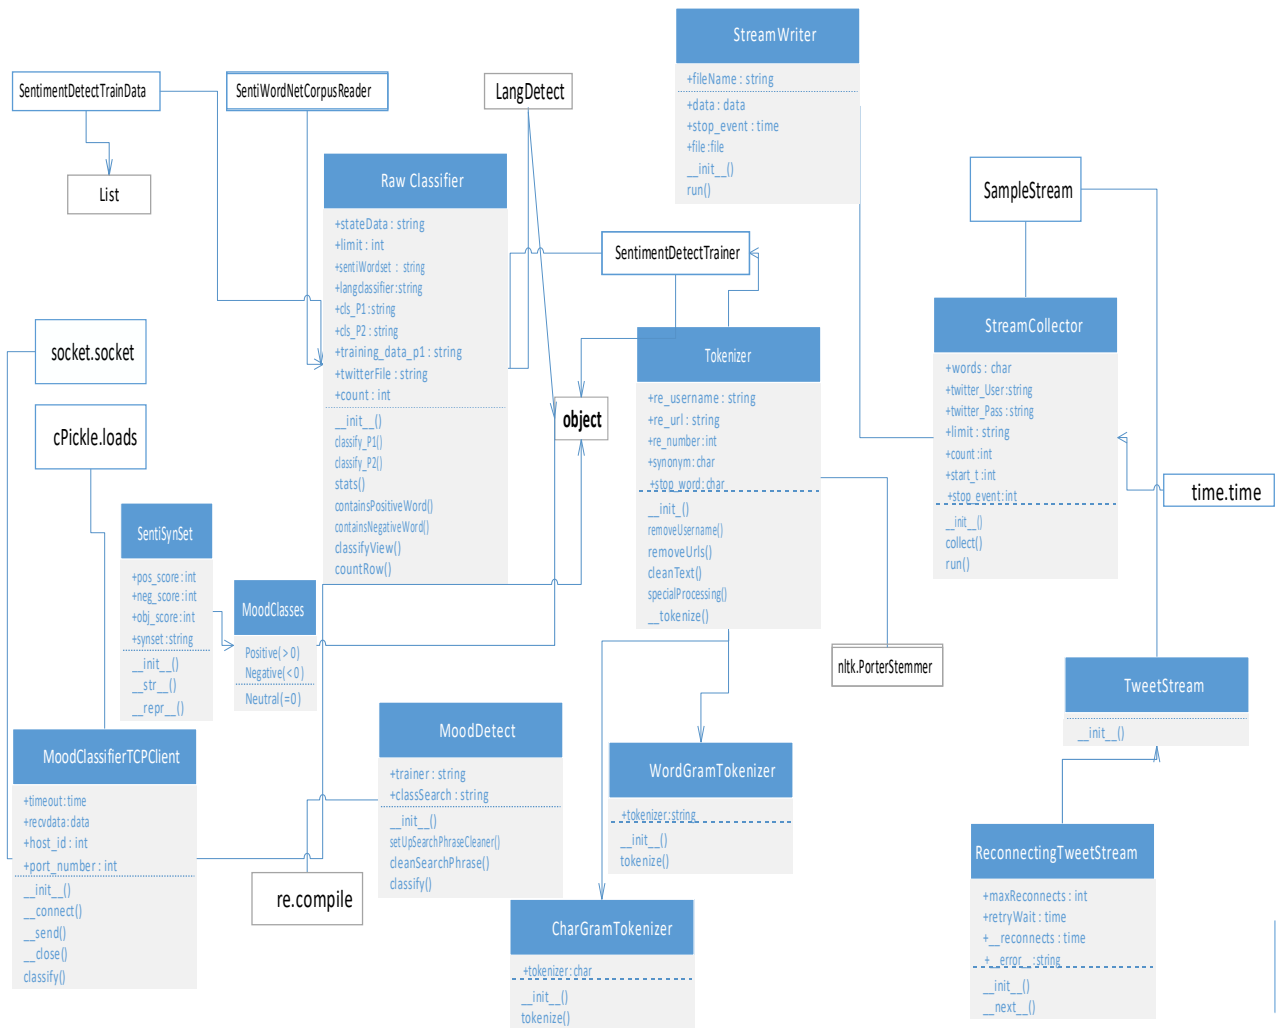 StreamWriter
+fileName : string
+data : data
+stop_event : time
+file :file
__init__()
run()
SentimentDetectTrainData
SentiWordNetCorpusReader
LangDetect
List
Raw Classifier
+stateData : string
+limit : int
+sentiWordset : string
+langclassifier:string
+cls_P1:string
+cls_P2 : string
+training_data_p1 : string
+twitterFile : string
+count : int
__init__()
classify_P1()
classify_P2()
stats()
containsPositiveWord()
containsNegativeWord()
classifyView()
countRow()
SentimentDetectTrainer
SampleStream
StreamCollector
+words : char
+twitter_User:string
+twitter_Pass : string
+limit : string
+count :int
+start_t :int
+stop_event:int
__init__()
collect()
run()
time.time
socket.socket
cPickle.loads
object
Tokenizer
+re_username : string
+re_url : string
+re_number:int
+synonym:char
+stop_word:char
__init_()
removeUsername()
removeUrls()
cleanText()
specialProcessing()
__tokenize()
nltk.PorterStemmer
SentiSynSet
+pos_score:int
+neg_score:int
+obj_score:int
+synset:string
__init__()
__str__()
__repr__()
MoodClasses
Positive( > 0)
Negative( < 0 )
Neutral(=0)
MoodClassifierTCPClient
+timeout:time
+recvdata:data
+host_id : int
+port_number : int
__init__()
__connect()
__send()
__close()
classify()
MoodDetect
+trainer : string
+classSearch : string
__init__()
setUpSearchPhraseCleaner()
cleanSearchPhrase()
classify()
re.compile
WordGramTokenizer
+tokenizer:string
__init__()
tokenize()
CharGramTokenizer
+tokenizer:char
__init__()
tokenize()
TweetStream
__init__()
ReconnectingTweetStream
+maxReconnects : int
+retryWait : time
+__reconnects : time
+__error__:string
__init__()
__next__()